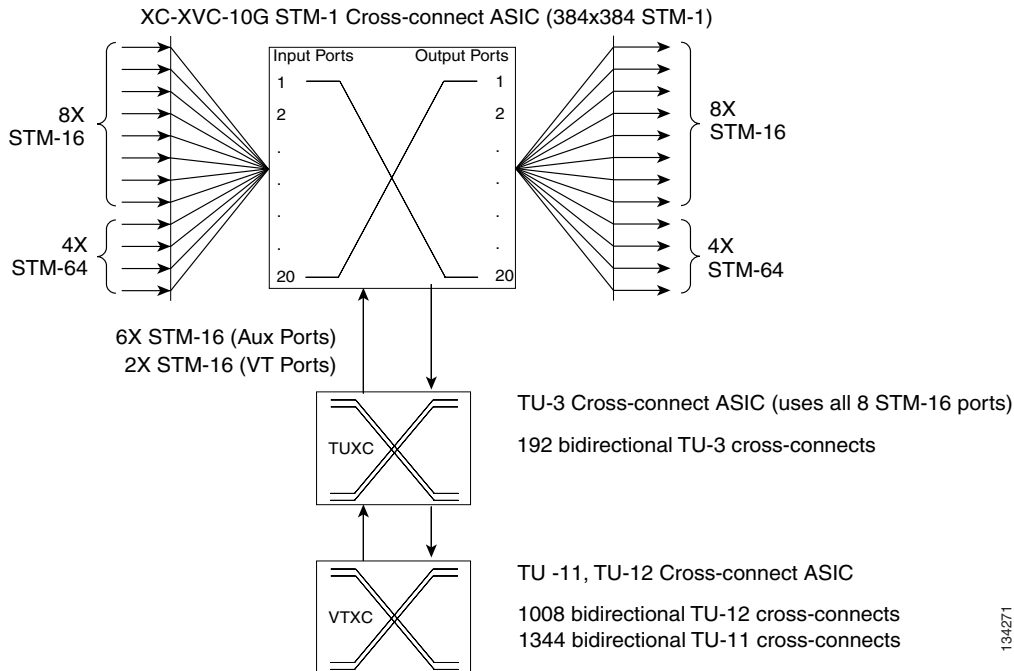 XC-XVC-10G STM-1 Cross-connect ASIC (384x384 STM-1)
Input Ports
Output Ports
1
1
2
2
.
.
.
.
.
.
.
.
20
20
8X
STM-16
4X
STM-64
8X
STM-16
4X
STM-64
6X STM-16 (Aux Ports)
2X STM-16 (VT Ports)
TUXC
TU-3 Cross-connect ASIC (uses all 8 STM-16 ports)
192 bidirectional TU-3 cross-connects
VTXC
TU -11, TU-12 Cross-connect ASIC
1008 bidirectional TU-12 cross-connects
1344 bidirectional TU-11 cross-connects
134271